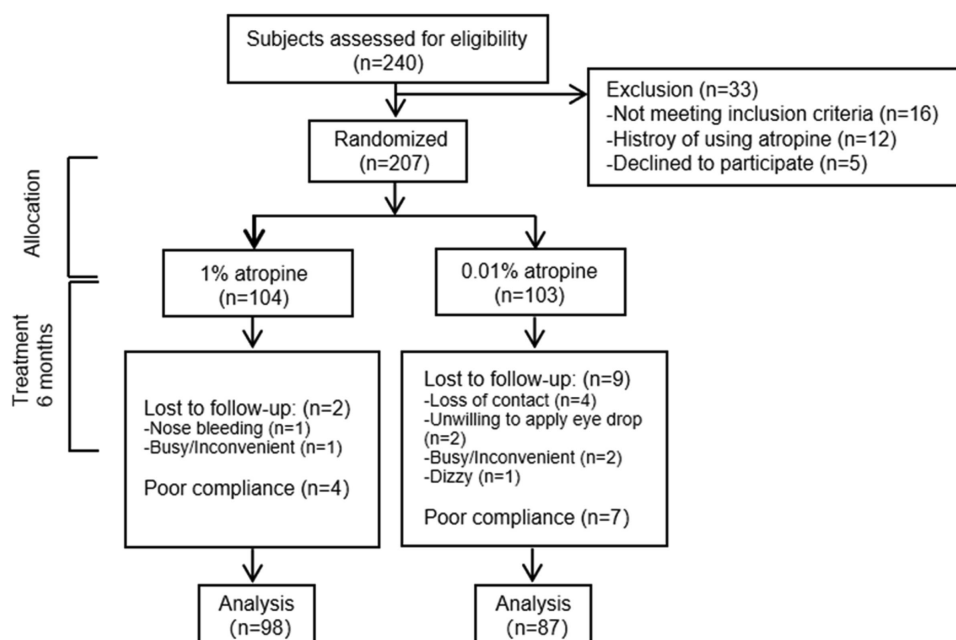 Subjects assessed for eligibility
(n=240)
Exclusion (n=33)
-Not meeting inclusion criteria (n=16)
-Histroy of using atropine (n=12)
-Declined to participate (n=5)
Randomized
(n=207)
Allocation
1% atropine
(n=104)
0.01% atropine
(n=103)
Treatment
6 months
Lost to follow-up: (n=2)
-Nose bleeding (n=1)
-Busy/Inconvenient (n=1)
Poor compliance (n=4)
Lost to follow-up: (n=9)
-Loss of contact (n=4)
-Unwilling to apply eye drop
(n=2)
-Busy/Inconvenient (n=2)
-Dizzy (n=1)
Poor compliance (n=7)
Analysis
(n=98)
Analysis
(n=87)